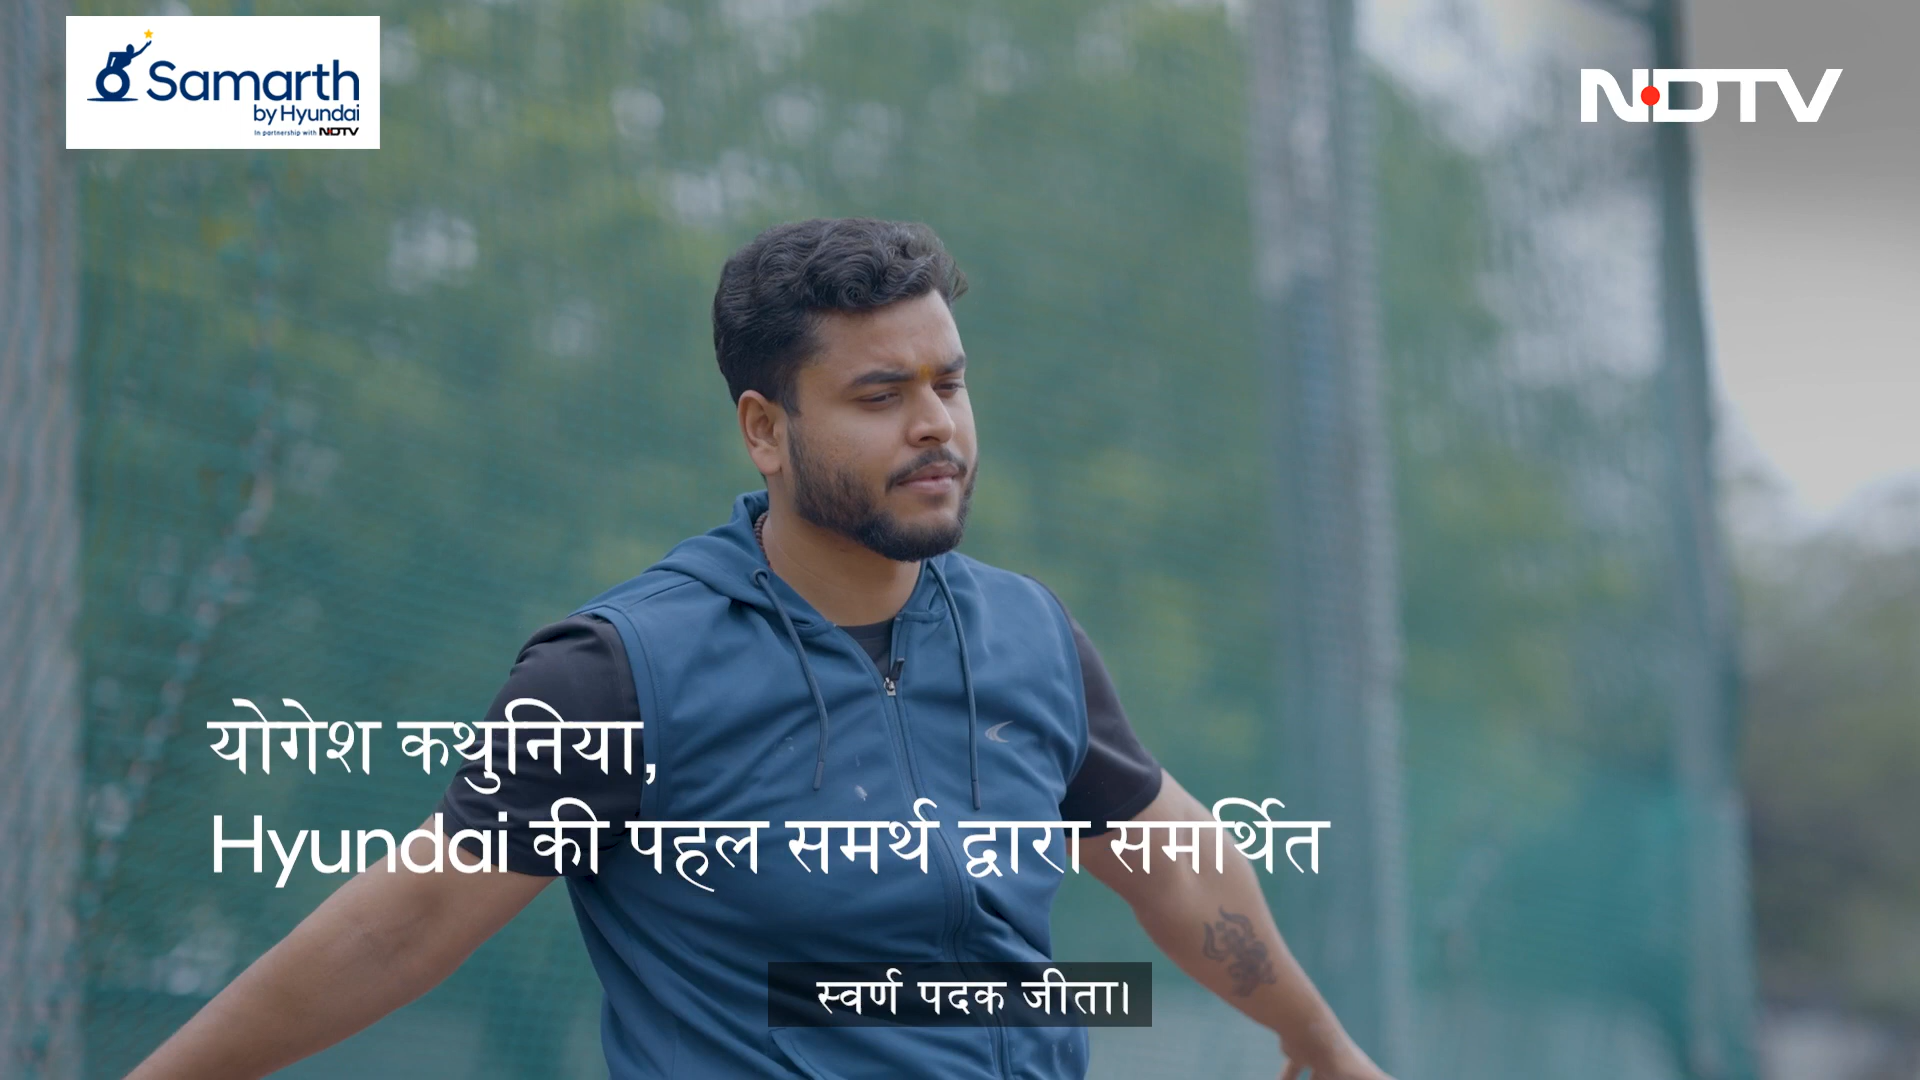 Samarth
by Hyundai
In partnership with NDTV
NDTV
योगेश कथुनिया,
Hyundai की पहल समर्थ द्वारा समर्थित
स्वर्ण पदक जीता।